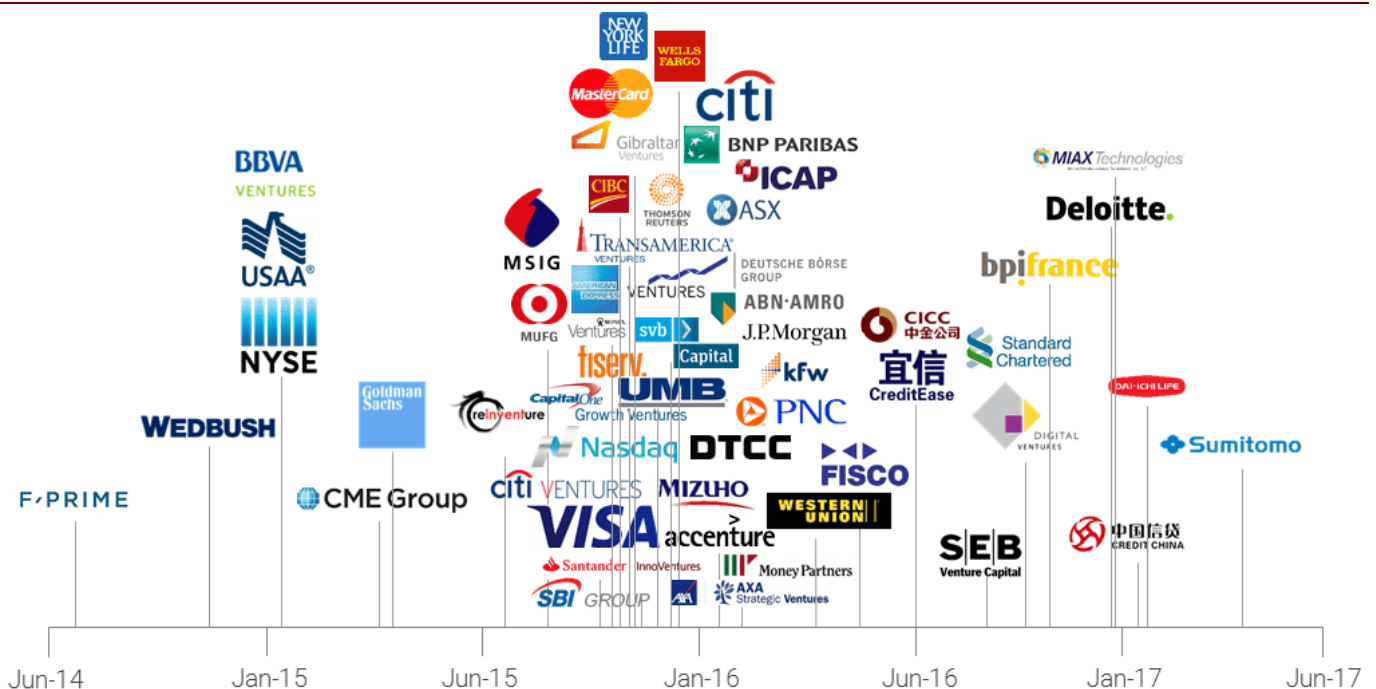 NEW
YORK
LIFE
WELLS
FARGO
MasterCard
citi
Gibraltar
Ventures
BNP PARIBAS
ICAP
BBVA
VENTURES
MIAX Technologies
CIBC
THOMSON
REUTERS
ASX
Deloitte.
USAA®
MSIG
TRANSAMERICA®
VENTURES
DEUTSCHE BÖRSE
GROUP
VENTURES
bpifrance
AMERICAN
EXPRESS
ABN·AMRO
NYSE
MUFG
Ventures
svb
J.P.Morgan
CICC
中金公司
Standard
Chartered
fiserv.
Capital
kfw
宜信
CreditEase
Goldman
Sachs
UMB
DAI-ICHI LIFE
WEDBUSH
reinventure
CapitalOne
Growth Ventures
PNC
DIGITAL
VENTURES
Nasdaq
DTCC
Sumitomo
FISCO
F-PRIME
CME Group
citi VENTURES
MIZUHO
WESTERN
UNION
VISA
accenture
中国信贷
CREDIT CHINA
SEB
Venture Capital
Santander InnoVentures
Money Partners
SBI GROUP
AXA
AXA
Strategic Ventures
Jun-14
Jan-15
Jun-15
Jan-16
Jun-16
Jan-17
Jun-17